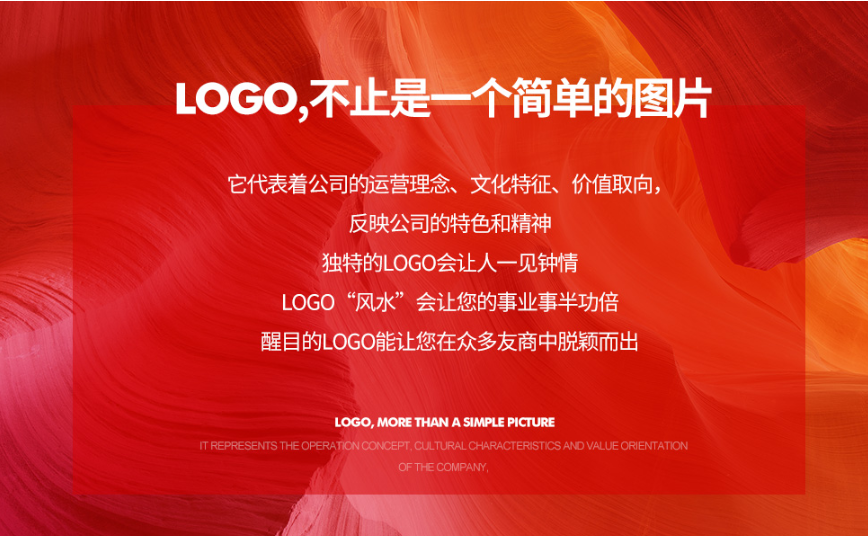 LOGO,不止是一个简单的图片
它代表着公司的运营理念、文化特征、价值取向，
反映公司的特色和精神
独特的LOGO会让人一见钟情
LOGO“风水”会让您的事业事半功倍
醒目的LOGO能让您在众多友商中脱颖而出
LOGO, MORE THAN A SIMPLE PICTURE
IT REPRESENTS THE OPERATION CONCEPT, CULTURAL CHARACTERISTICS AND VALUE ORIENTATION
OF THE COMPANY,